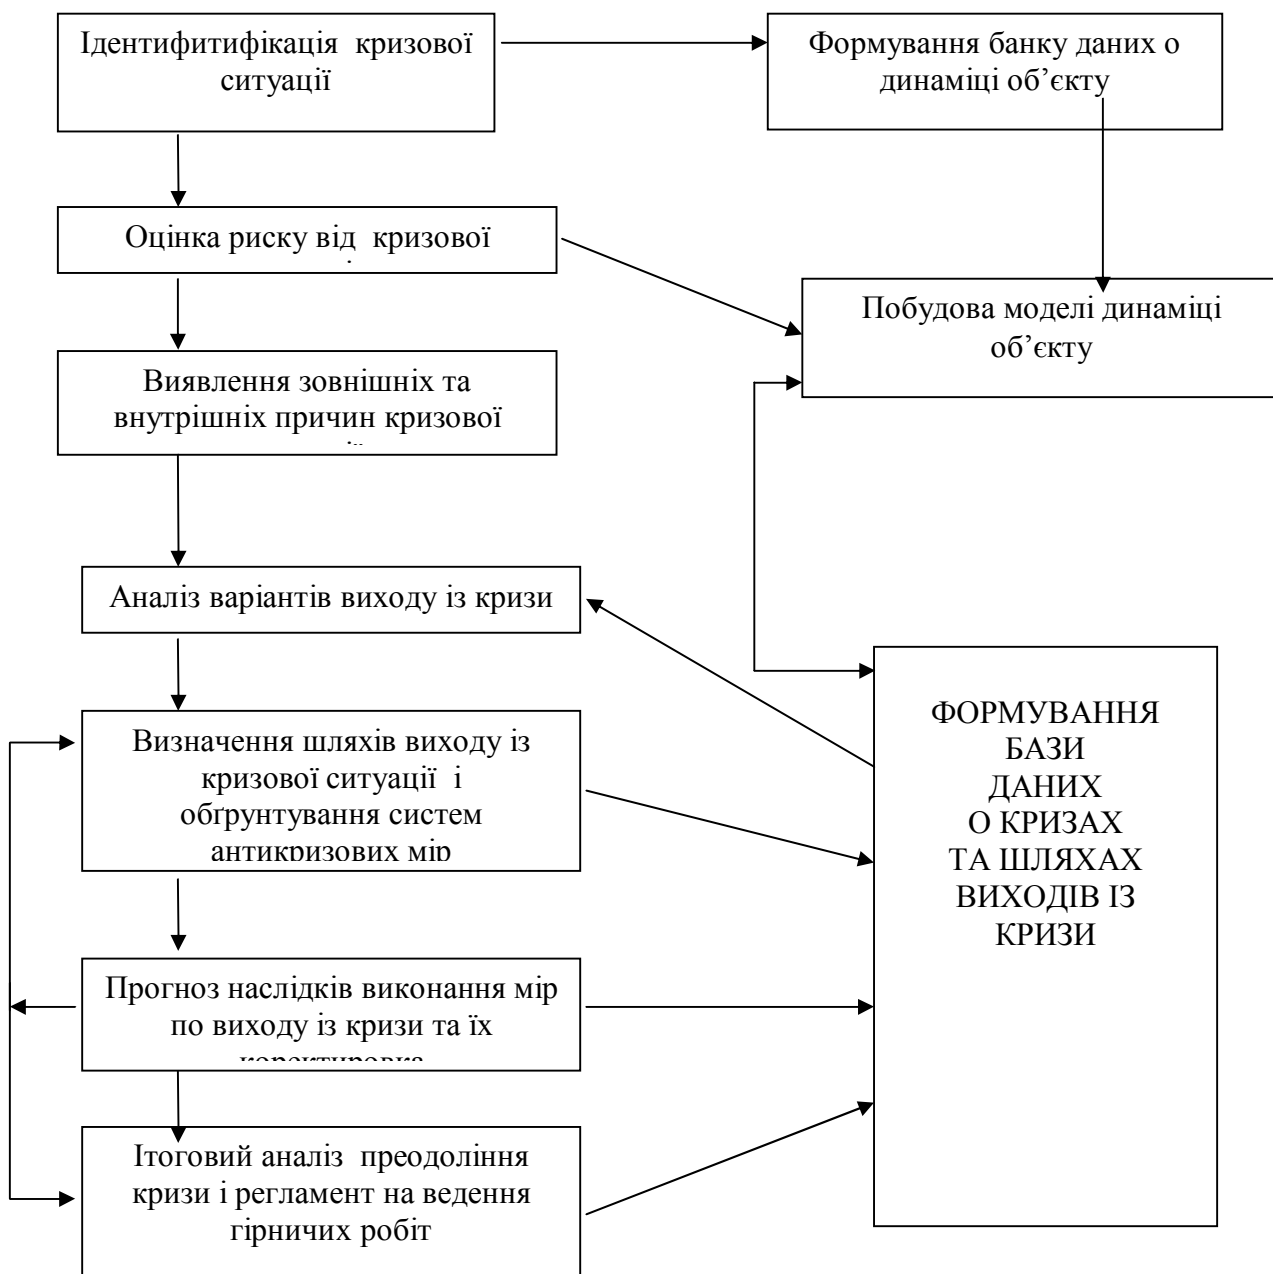 Ідентифитифікація кризової
ситуації
Формування банку даних о
динаміці об’єкту
Оцінка риску від кризової
Побудова моделі динаміці
об’єкту
Виявлення зовнішніх та
внутрішніх причин кризової
Аналіз варіантів виходу із кризи
Визначення шляхів виходу із
кризової ситуації і
обґрунтування систем
антикризових мір
ФОРМУВАННЯ
БАЗИ
ДАНИХ
О КРИЗАХ
ТА ШЛЯХАХ
ВИХОДІВ ІЗ
КРИЗИ
Прогноз наслідків виконання мір
по виходу із кризи та їх
коректировка
Ітоговий аналіз преодоління
кризи і регламент на ведення
гірничих робіт